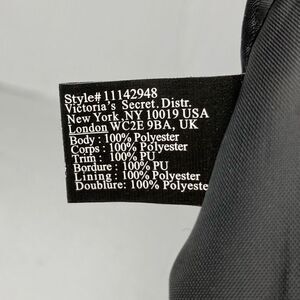 Style# 11142948
Victoria's Secret, Distr.
New York, NY 10019 USA
London WC2E 9BA, UK
Body : 100% Polyester
Corps : 100% Polyester
Trim : 100% PU
Bordure : 100% PU
Lining : 100% Polyester
Doublure: 100% Polyeste